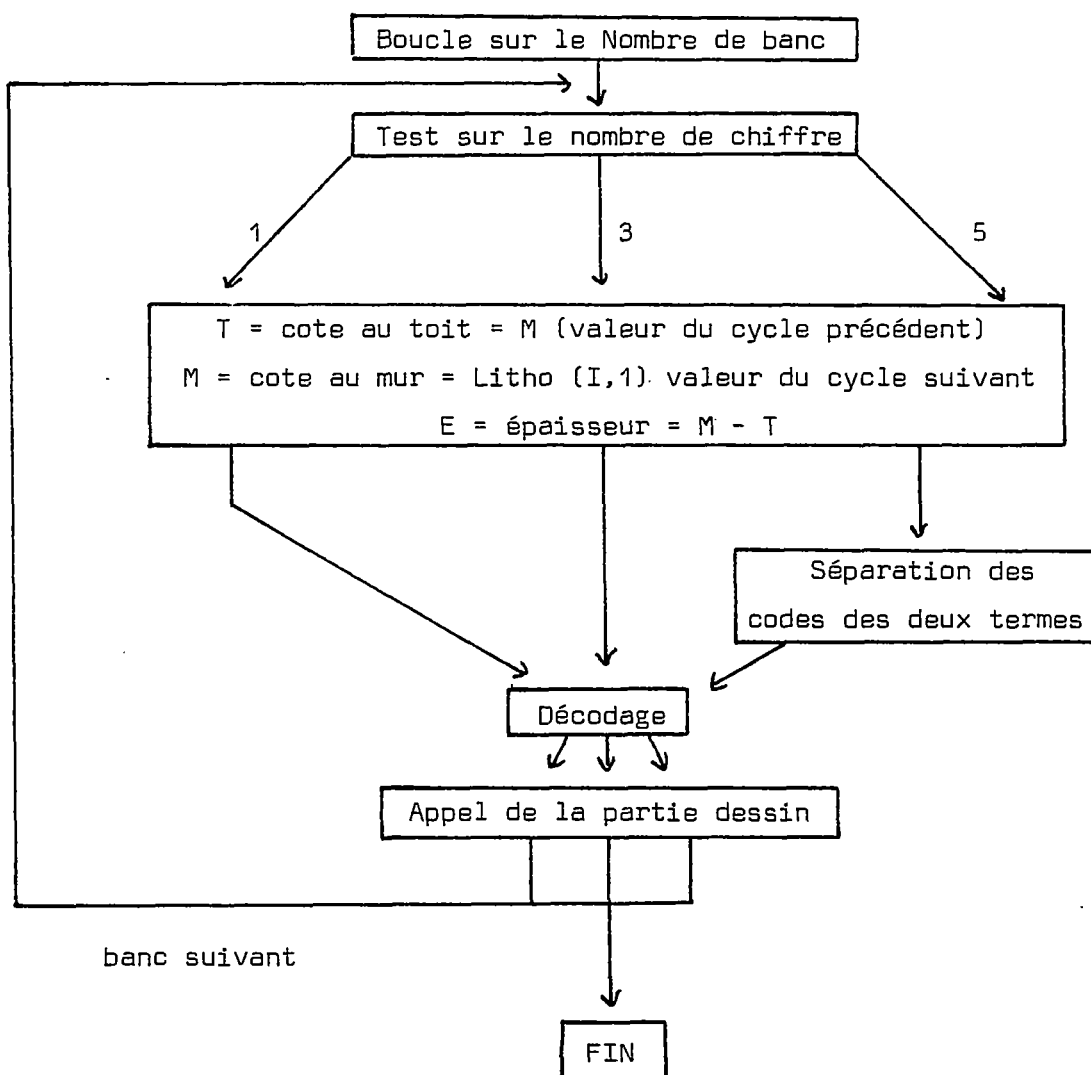 Boucle sur le Nombre de banc
Test sur le nombre de chiffre
1
3
5
T = cote au toit = M (valeur du cycle précédent)
M = cote au mur = Litho (I,1) valeur du cycle suivant
E = épaisseur = M - T
Séparation des
codes des deux termes
Décodage
Appel de la partie dessin
banc suivant
FIN